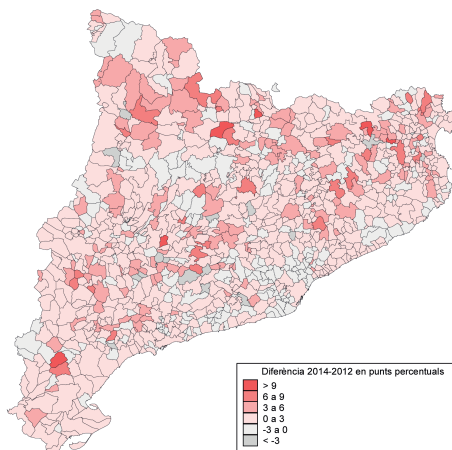 Diferència 2014-2012 en punts percentuals
> 9
6 a 9
3 a 6
0 a 3
-3 a 0
< -3